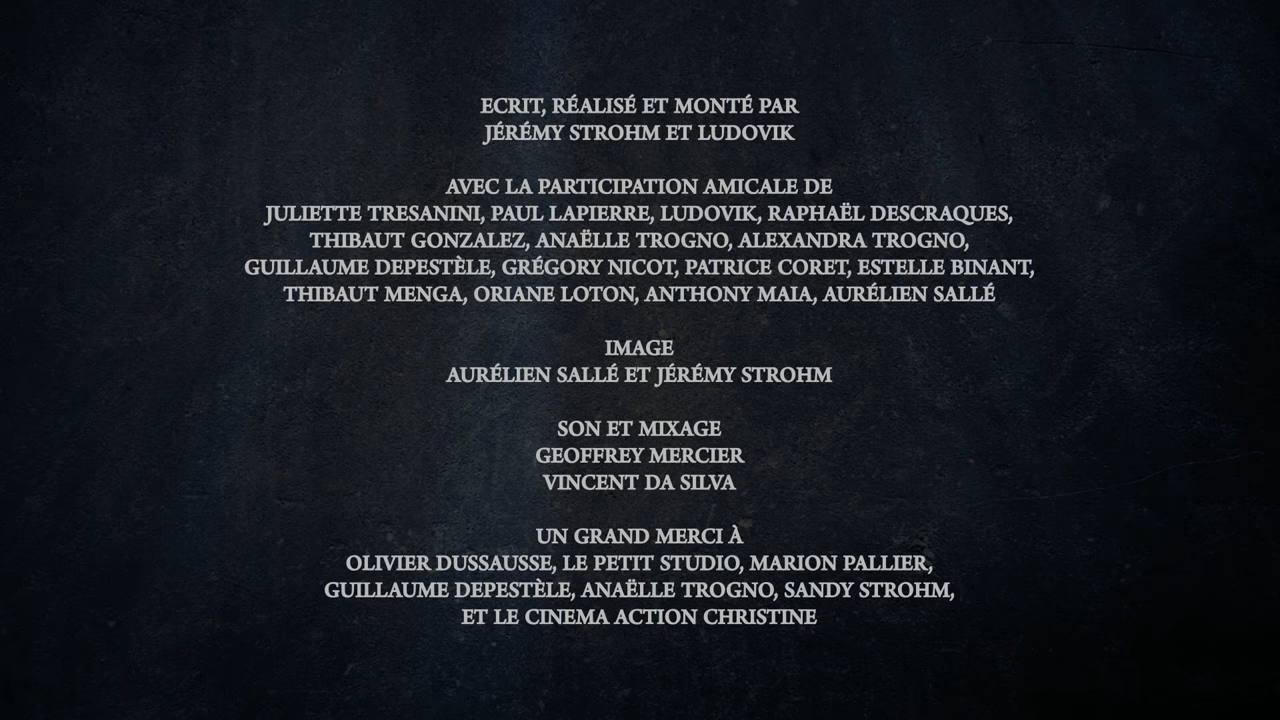 ECRIT, RÉALISÉ ET MONTÉ PAR
JÉRÉMY STROHM ET LUDOVIK
AVEC LA PARTICIPATION AMICALE DE
JULIETTE TRESANINI, PAUL LAPIERRE, LUDOVIK, RAPHAËL DESCRAQUES,
THIBAUT GONZALEZ, ANAËLLE TROGNO, ALEXANDRA TROGNO,
GUILLAUME DEPESTÈLE, GRÉGORY NICOT, PATRICE CORET, ESTELLE BINANT,
THIBAUT MENGA, ORIANE LOTON, ANTHONY MAIA, AURÉLIEN SALLÉ
IMAGE
AURÉLIEN SALLÉ ET JÉRÉMY STROHM
SON ET MIXAGE
GEOFFREY MERCIER
VINCENT DA SILVA
UN GRAND MERCI À
OLIVIER DUSSAUSSE, LE PETIT STUDIO, MARION PALLIER,
GUILLAUME DEPESTÈLE, ANAËLLE TROGNO, SANDY STROHM,
ET LE CINEMA ACTION CHRISTINE